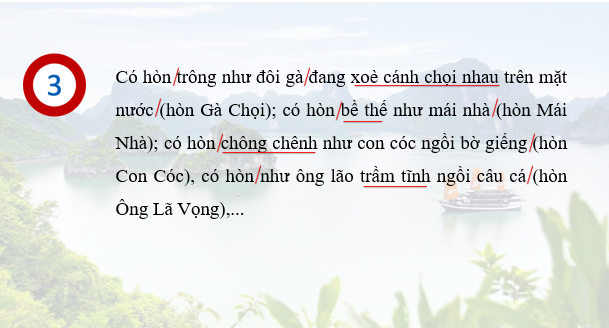 3
Có hòn/trông như đôi gà/đang xoè cánh chọi nhau trên mặt
nước/(hòn Gà Chọi); có hòn/bề thế như mái nhà/(hòn Mái
Nhà); có hòn/chông chênh như con cóc ngồi bờ giếng/(hòn
Con Cóc), có hòn/như ông lão trầm tĩnh ngồi câu cá/(hòn
Ông Lã Vọng),...